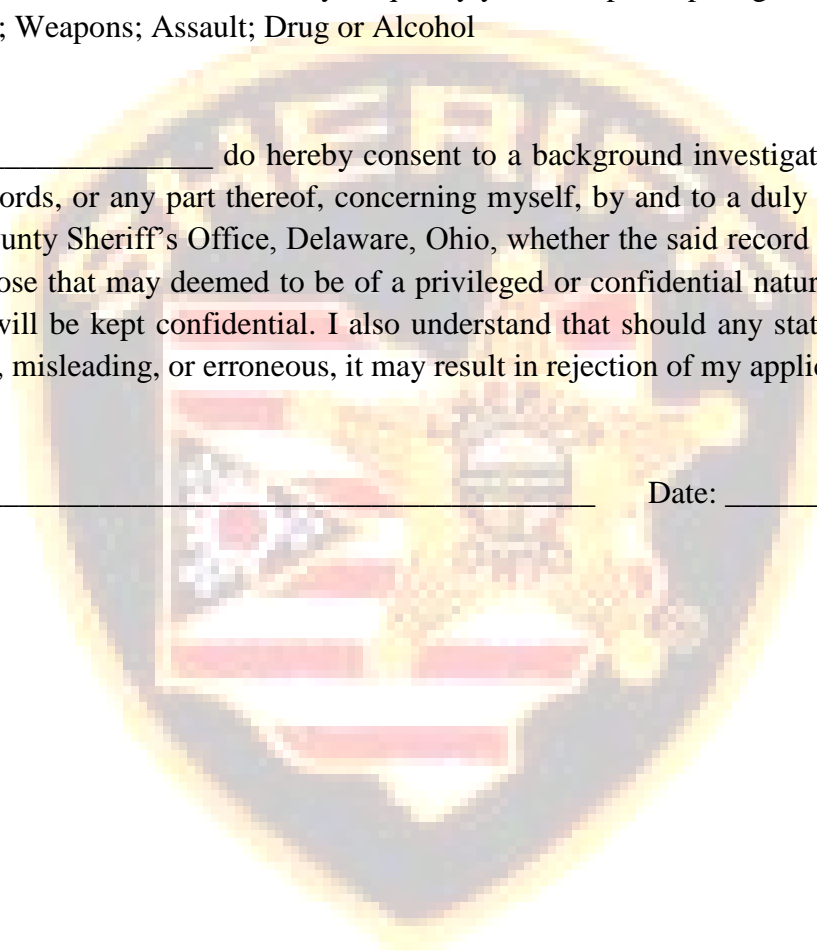 ; Weapons; Assault; Drug or Alcohol
SHERIFF
_____________ do hereby consent to a background investigat
ords, or any part thereof, concerning myself, by and to a duly
unty Sheriff’s Office, Delaware, Ohio, whether the said record
ose that may deemed to be of a privileged or confidential natur
will be kept confidential. I also understand that should any stat
, misleading, or erroneous, it may result in rejection of my applic
_____________________________________ Date: ______